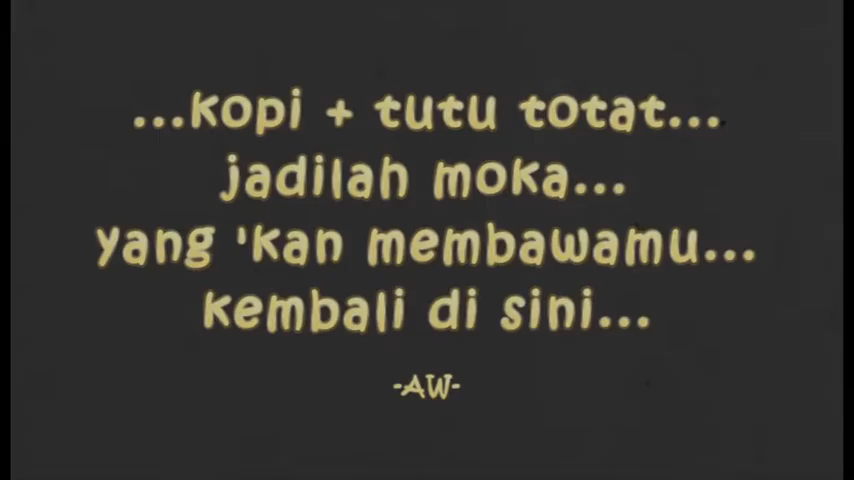 ...kopi + tutu totat...
jadilah moka...
yang 'kan membawamu...
kembali di sini...
-AW-